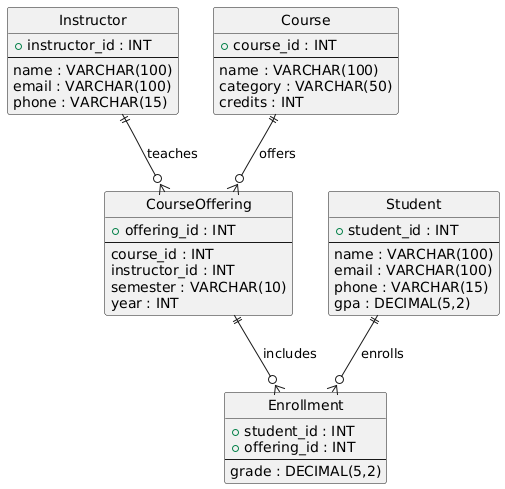 Instructor
instructor_id : INT
name : VARCHAR(100)
email : VARCHAR(100)
phone : VARCHAR(15)
Course
course_id : INT
name : VARCHAR(100)
category : VARCHAR(50)
credits : INT
teaches
offers
CourseOffering
offering_id : INT
course_id : INT
instructor_id : INT
semester : VARCHAR(10)
year : INT
Student
student_id : INT
name : VARCHAR(100)
email : VARCHAR(100)
phone : VARCHAR(15)
gpa : DECIMAL(5,2)
includes
enrolls
Enrollment
student_id : INT
offering_id : INT
grade : DECIMAL(5,2)